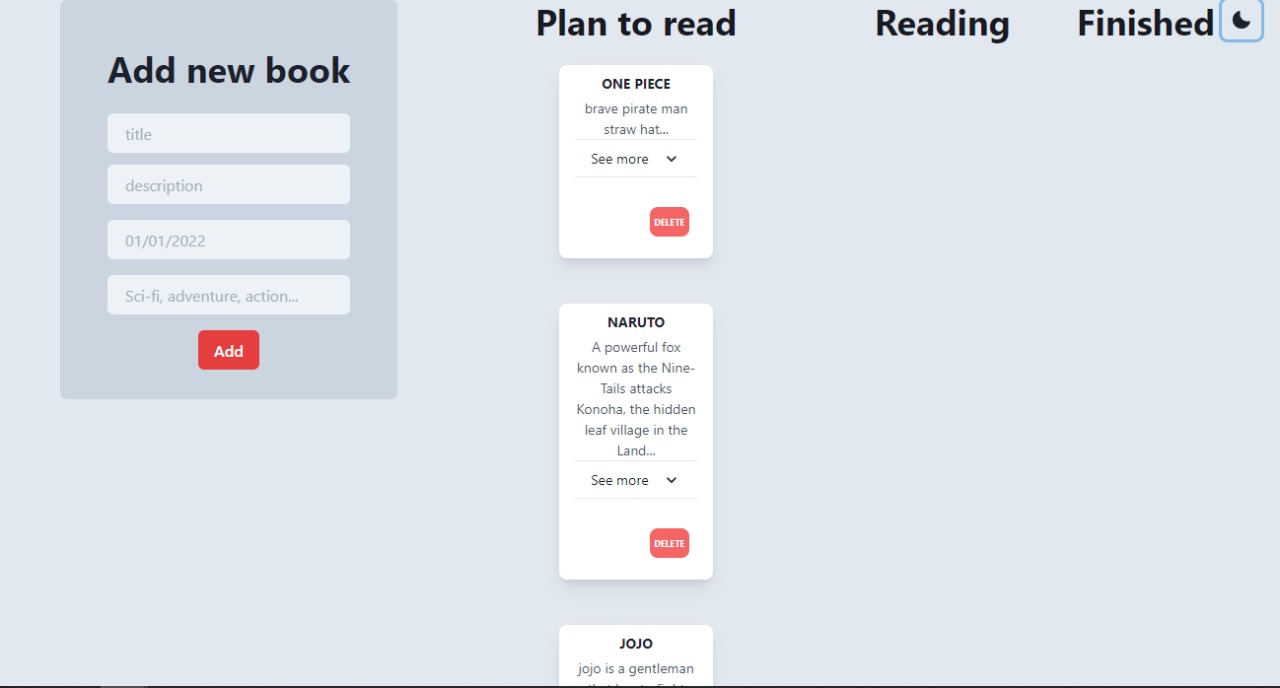 Add new book
title
description
01/01/2022
Sci-fi, adventure, action...
Add
Plan to read
ONE PIECE
brave pirate man
straw hat...
See more
DELETE
NARUTO
A powerful fox
known as the Nine-
Tails attacks
Konoha, the hidden
leaf village in the
Land...
See more
DELETE
JOJO
jojo is a gentleman
Reading
Finished